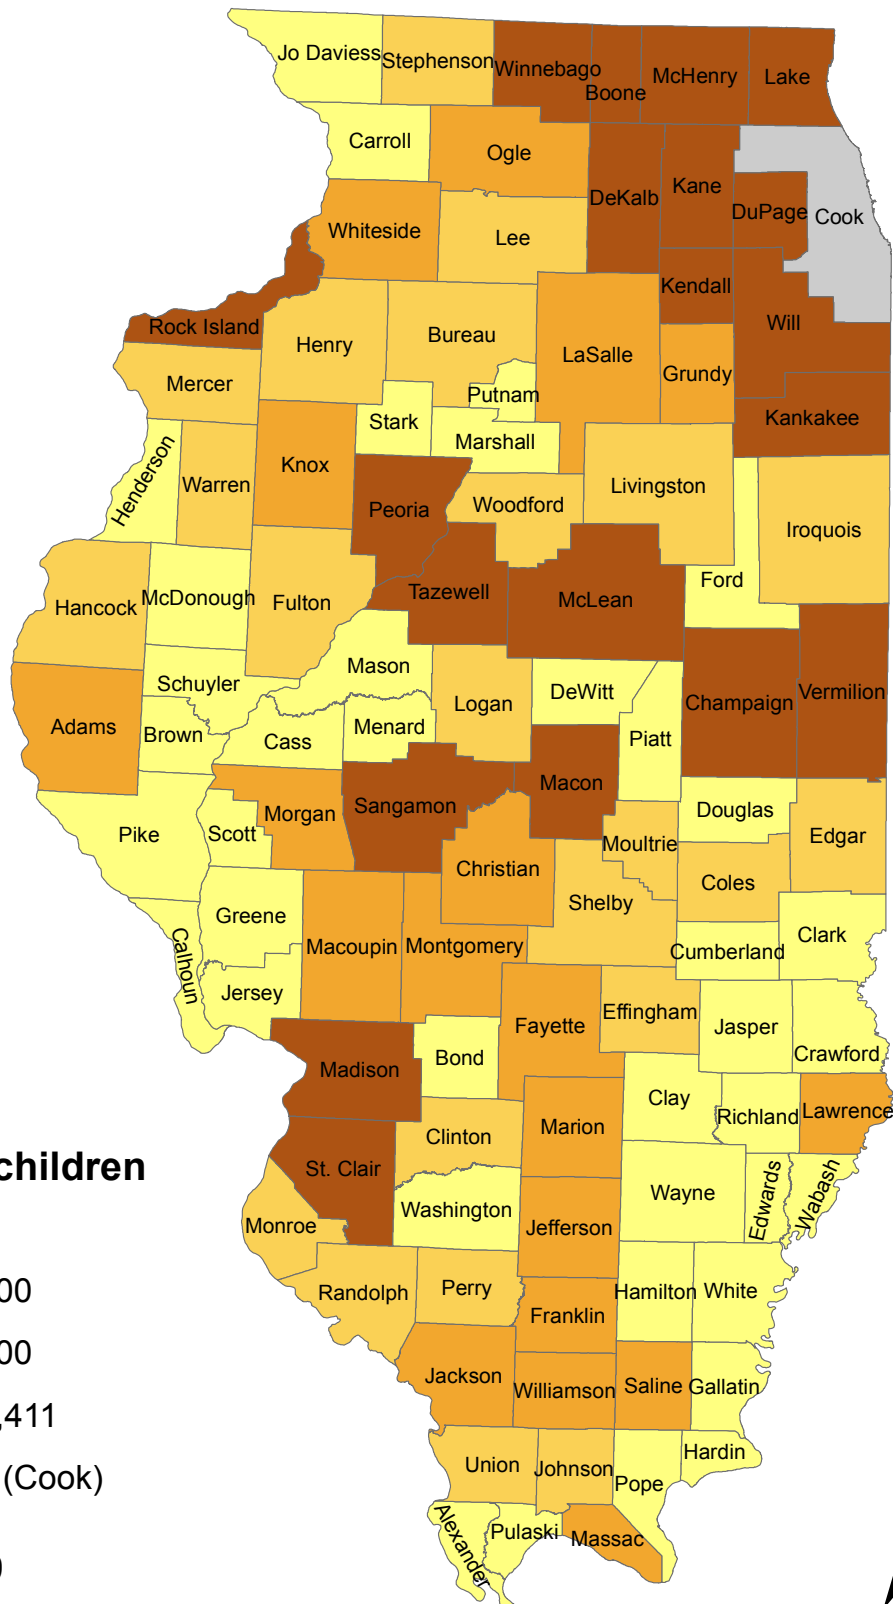 Jo Daviess
Stephenson
Winnebago
Boone
McHenry
Lake
Carroll
Ogle
DeKalb
Kane
DuPage
Cook
Whiteside
Lee
Kendall
Will
Rock Island
Henry
Bureau
LaSalle
Grundy
Mercer
Putnam
Kankakee
Stark
Marshall
Henderson
Warren
Knox
Peoria
Woodford
Livingston
Iroquois
Ford
Hancock
McDonough
Fulton
Tazewell
McLean
Schuyler
Mason
Logan
DeWitt
Champaign
Vermilion
Adams
Brown
Cass
Menard
Piatt
Pike
Scott
Morgan
Sangamon
Macon
Douglas
Moultrie
Edgar
Christian
Coles
Shelby
Greene
Calhoun
Macoupin
Montgomery
Cumberland
Clark
Jersey
Fayette
Effingham
Jasper
Crawford
Madison
Bond
Clay
Richland
Lawrence
Marion
Clinton
children
St. Clair
Washington
Wayne
Edwards
Wabash
Monroe
Jefferson
00
Randolph
Perry
Franklin
Hamilton
White
00
Jackson
Williamson
Saline
Gallatin
,411
Union
Johnson
Pope
Hardin
(Cook)
Alexander
Pulaski
Massac